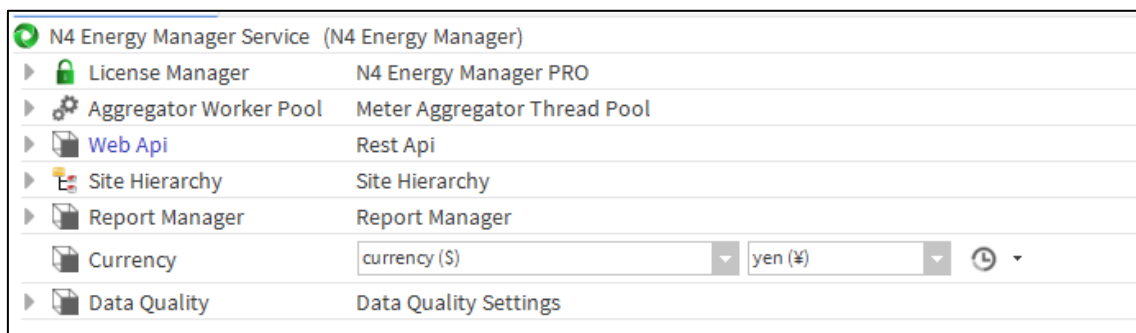 N4 Energy Manager Service (N4 Energy Manager)
License Manager N4 Energy Manager PRO
Aggregator Worker Pool Meter Aggregator Thread Pool
Web Api Rest Api
Site Hierarchy Site Hierarchy
Report Manager Report Manager
Currency currency ($) yen (¥)
Data Quality Data Quality Settings